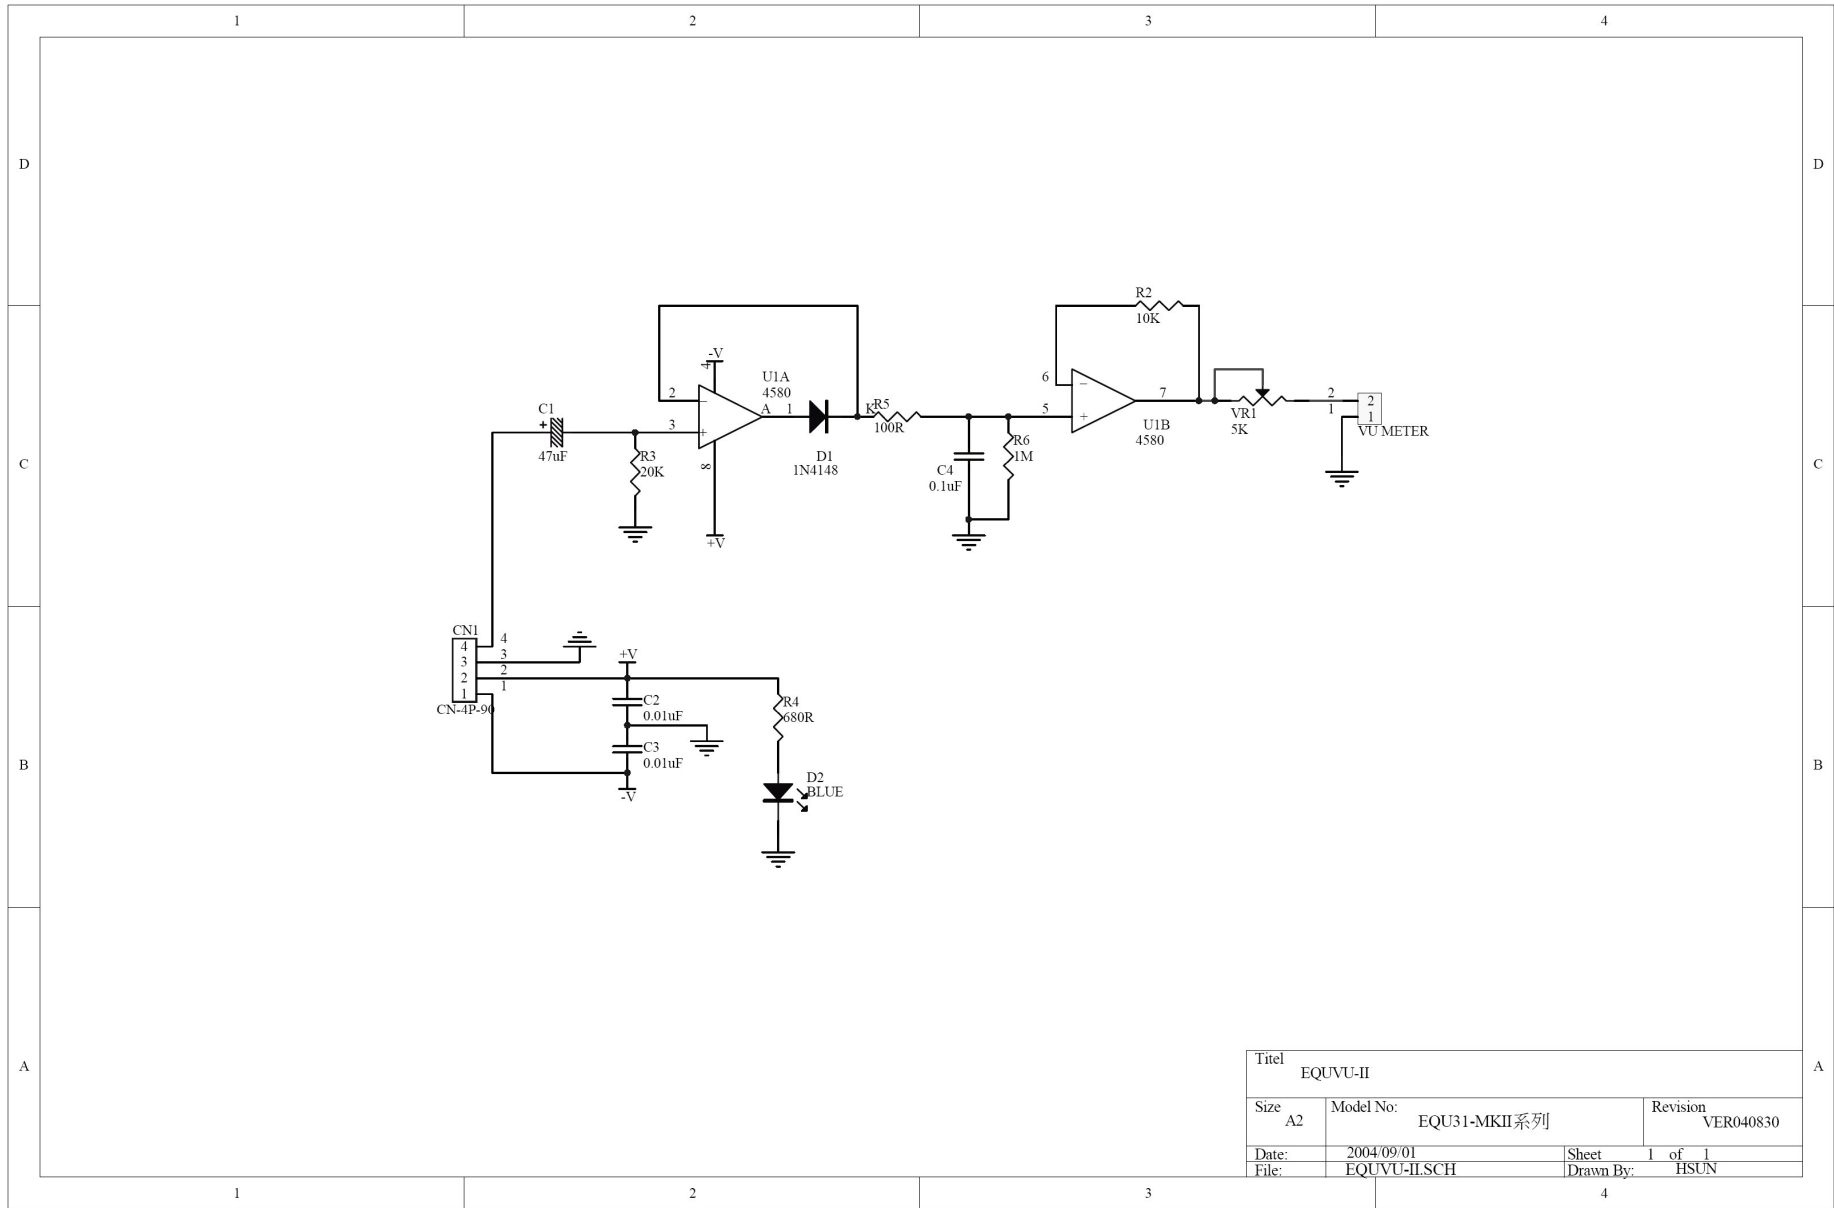 1 2 3 4
D D
R2
10K
-V
4
U1A
4580
6
2
7
2
2
A 1
K
R5
C1
3
5
VR1
1
1
+
100R
U1B
5K
VU METER
47uF
4580
D1
1N4148
R6
1M
R3
20K
8
C4
0.1uF
C C
+V
CN1
4 4
3 3
2 2
1 1
CN-4P-90
+V
C2
0.01uF
R4
680R
C3
0.01uF
-V
D2
BLUE
B B
A A
Titel
EQUVU-II
Size A2
Model No: EQU31-MKII系列
Revision VER040830
Date: 2004/09/01
Sheet 1 of 1
File: EQUVU-II.SCH
Drawn By: HSUN
1 2 3 4